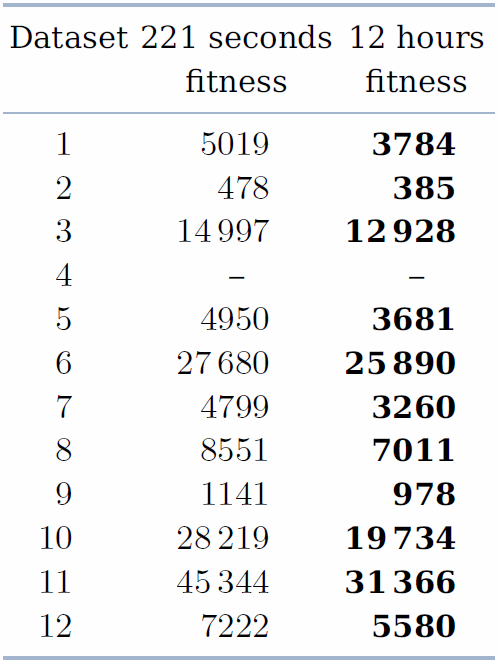 Dataset 221 seconds 12 hours
fitness fitness
1 5019 3784
2 478 385
3 14 997 12 928
4 – –
5 4950 3681
6 27 680 25 890
7 4799 3260
8 8551 7011
9 1141 978
10 28 219 19 734
11 45 344 31 366
12 7222 5580